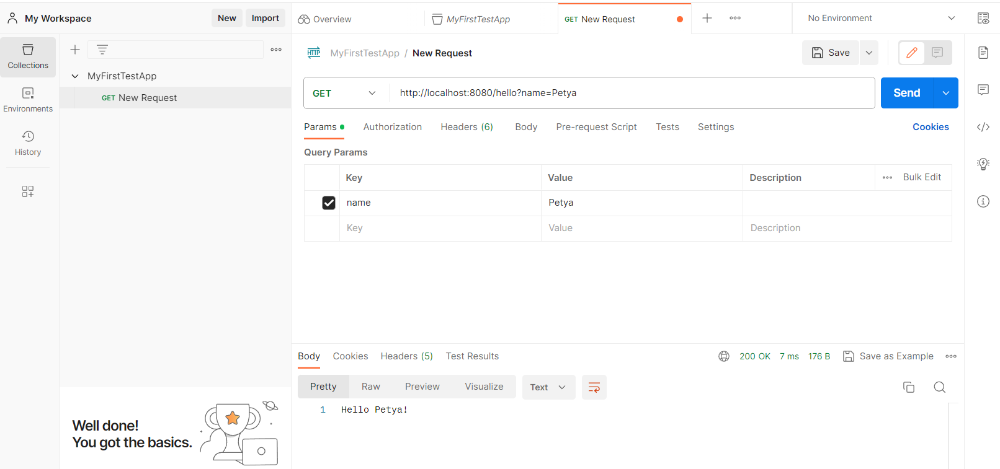 My Workspace
New
Import
Overview
MyFirstTestApp
GET New Request
No Environment
Collections
Environments
History
MyFirstTestApp
GET New Request
HTTP MyFirstTestApp / New Request
Save
GET
http://localhost:8080/hello?name=Petya
Send
Params
Authorization
Headers (6)
Body
Pre-request Script
Tests
Settings
Cookies
Query Params
Key Value Description
Bulk Edit
name Petya
Key Value Description
Body
Cookies
Headers (5)
Test Results
200 OK 7 ms 176 B
Save as Example
Pretty
Raw
Preview
Visualize
Text
1 Hello Petya!
Well done!
You got the basics.